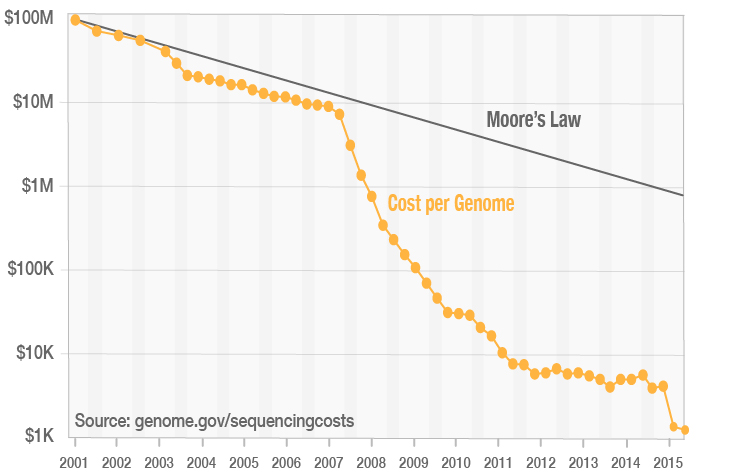 $100M
$10M
Moore's Law
$1M
Cost per Genome
$100K
$10K
Source: genome.gov/sequencingcosts
$1K
2001 2002 2003 2004 2005 2006 2007 2008 2009 2010 2011 2012 2013 2014 2015